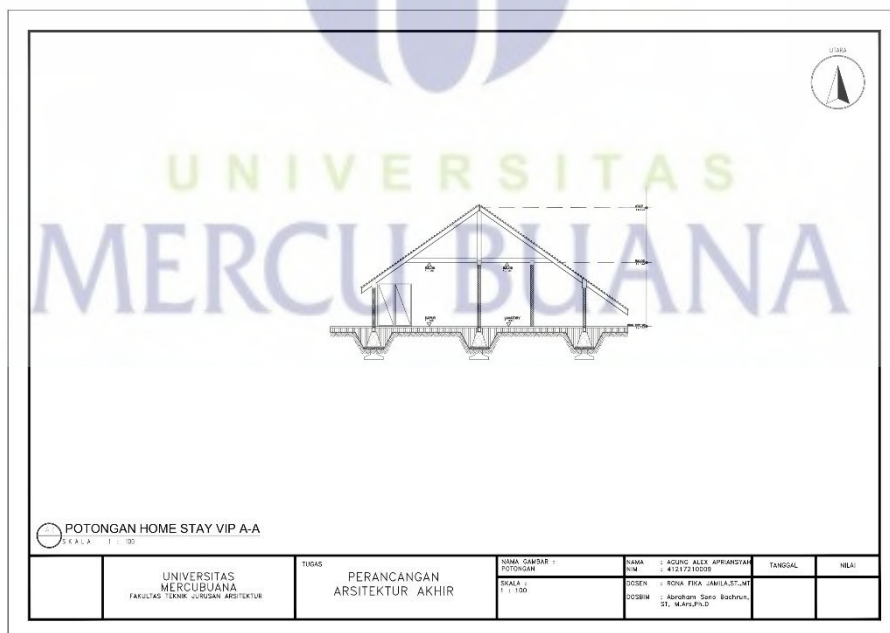 UTARA
UNIVERSITAS
MERCU BUANA
POTONGAN HOME STAY VIP A-A
SKALA 1 : 100
UNIVERSITAS
MERCUBUANA
FAKULTAS TEKNIK JURUSAN ARSITEKTUR
TUGAS
PERANCANGAN
ARSITEKTUR AKHIR
NAMA GAMBAR :
POTONGAN
SKALA :
1 : 100
NAMA : AGUNG ALEX APRIANSYAH
NIM : 41217210008
DOSEN : RONA FIKA JAMILA,ST.,MT
DOSBIM : Abraham Seno Bachrun,
ST, M.Ars,Ph.D
TANGGAL
NILAI